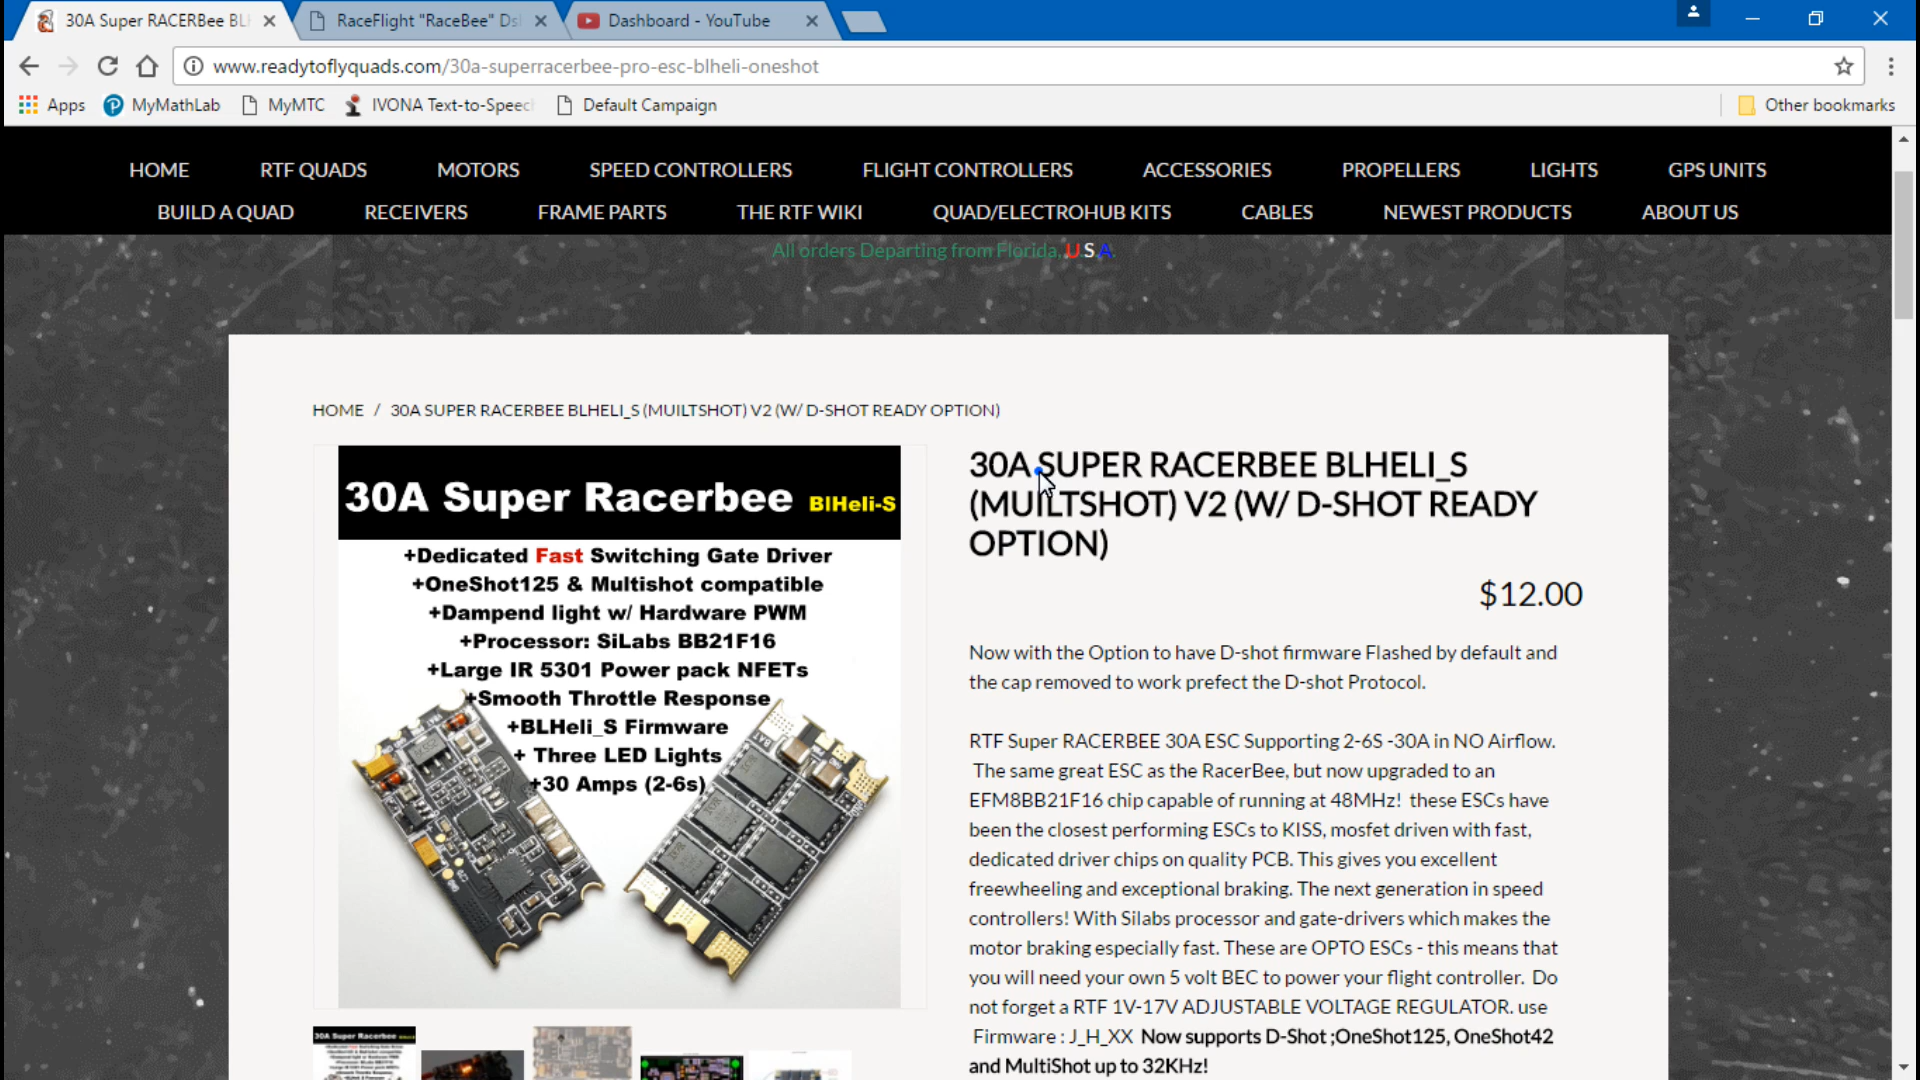 30A Super RACERBee BL
RaceFlight "RaceBee" Ds
Dashboard - YouTube
www.readytoflyquads.com/30a-superracerbee-pro-esc-blheli-oneshot
Apps MyMathLab MyMTC IVONA Text-to-Speec Default Campaign Other bookmarks
HOME RTF QUADS MOTORS SPEED CONTROLLERS FLIGHT CONTROLLERS ACCESSORIES PROPELLERS LIGHTS GPS UNITS
BUILD A QUAD RECEIVERS FRAME PARTS THE RTF WIKI QUAD/ELECTROHUB KITS CABLES NEWEST PRODUCTS ABOUT US
All orders Departing from Florida, U.S.A.
HOME / 30A SUPER RACERBEE BLHELI_S (MUILTSHOT) V2 (W/ D-SHOT READY OPTION)
30A Super Racerbee BlHeli-S
+Dedicated Fast Switching Gate Driver
+OneShot125 & Multishot compatible
+Dampend light w/ Hardware PWM
+Processor: SiLabs BB21F16
+Large IR 5301 Power pack NFETs
+Smooth Throttle Response
+BLHeli_S Firmware
+ Three LED Lights
+30 Amps (2-6s)
30A SUPER RACERBEE BLHELI_S
(MUILTSHOT) V2 (W/ D-SHOT READY
OPTION)
$12.00
Now with the Option to have D-shot firmware Flashed by default and
the cap removed to work prefect the D-shot Protocol.
RTF Super RACERBEE 30A ESC Supporting 2-6S -30A in NO Airflow.
The same great ESC as the RacerBee, but now upgraded to an
EFM8BB21F16 chip capable of running at 48MHz! these ESCs have
been the closest performing ESCs to KISS, mosfet driven with fast,
dedicated driver chips on quality PCB. This gives you excellent
freewheeling and exceptional braking. The next generation in speed
controllers! With Silabs processor and gate-drivers which makes the
motor braking especially fast. These are OPTO ESCs - this means that
you will need your own 5 volt BEC to power your flight controller. Do
not forget a RTF 1V-17V ADJUSTABLE VOLTAGE REGULATOR. use
Firmware : J_H_XX Now supports D-Shot ;OneShot125, OneShot42
and MultiShot up to 32KHz!